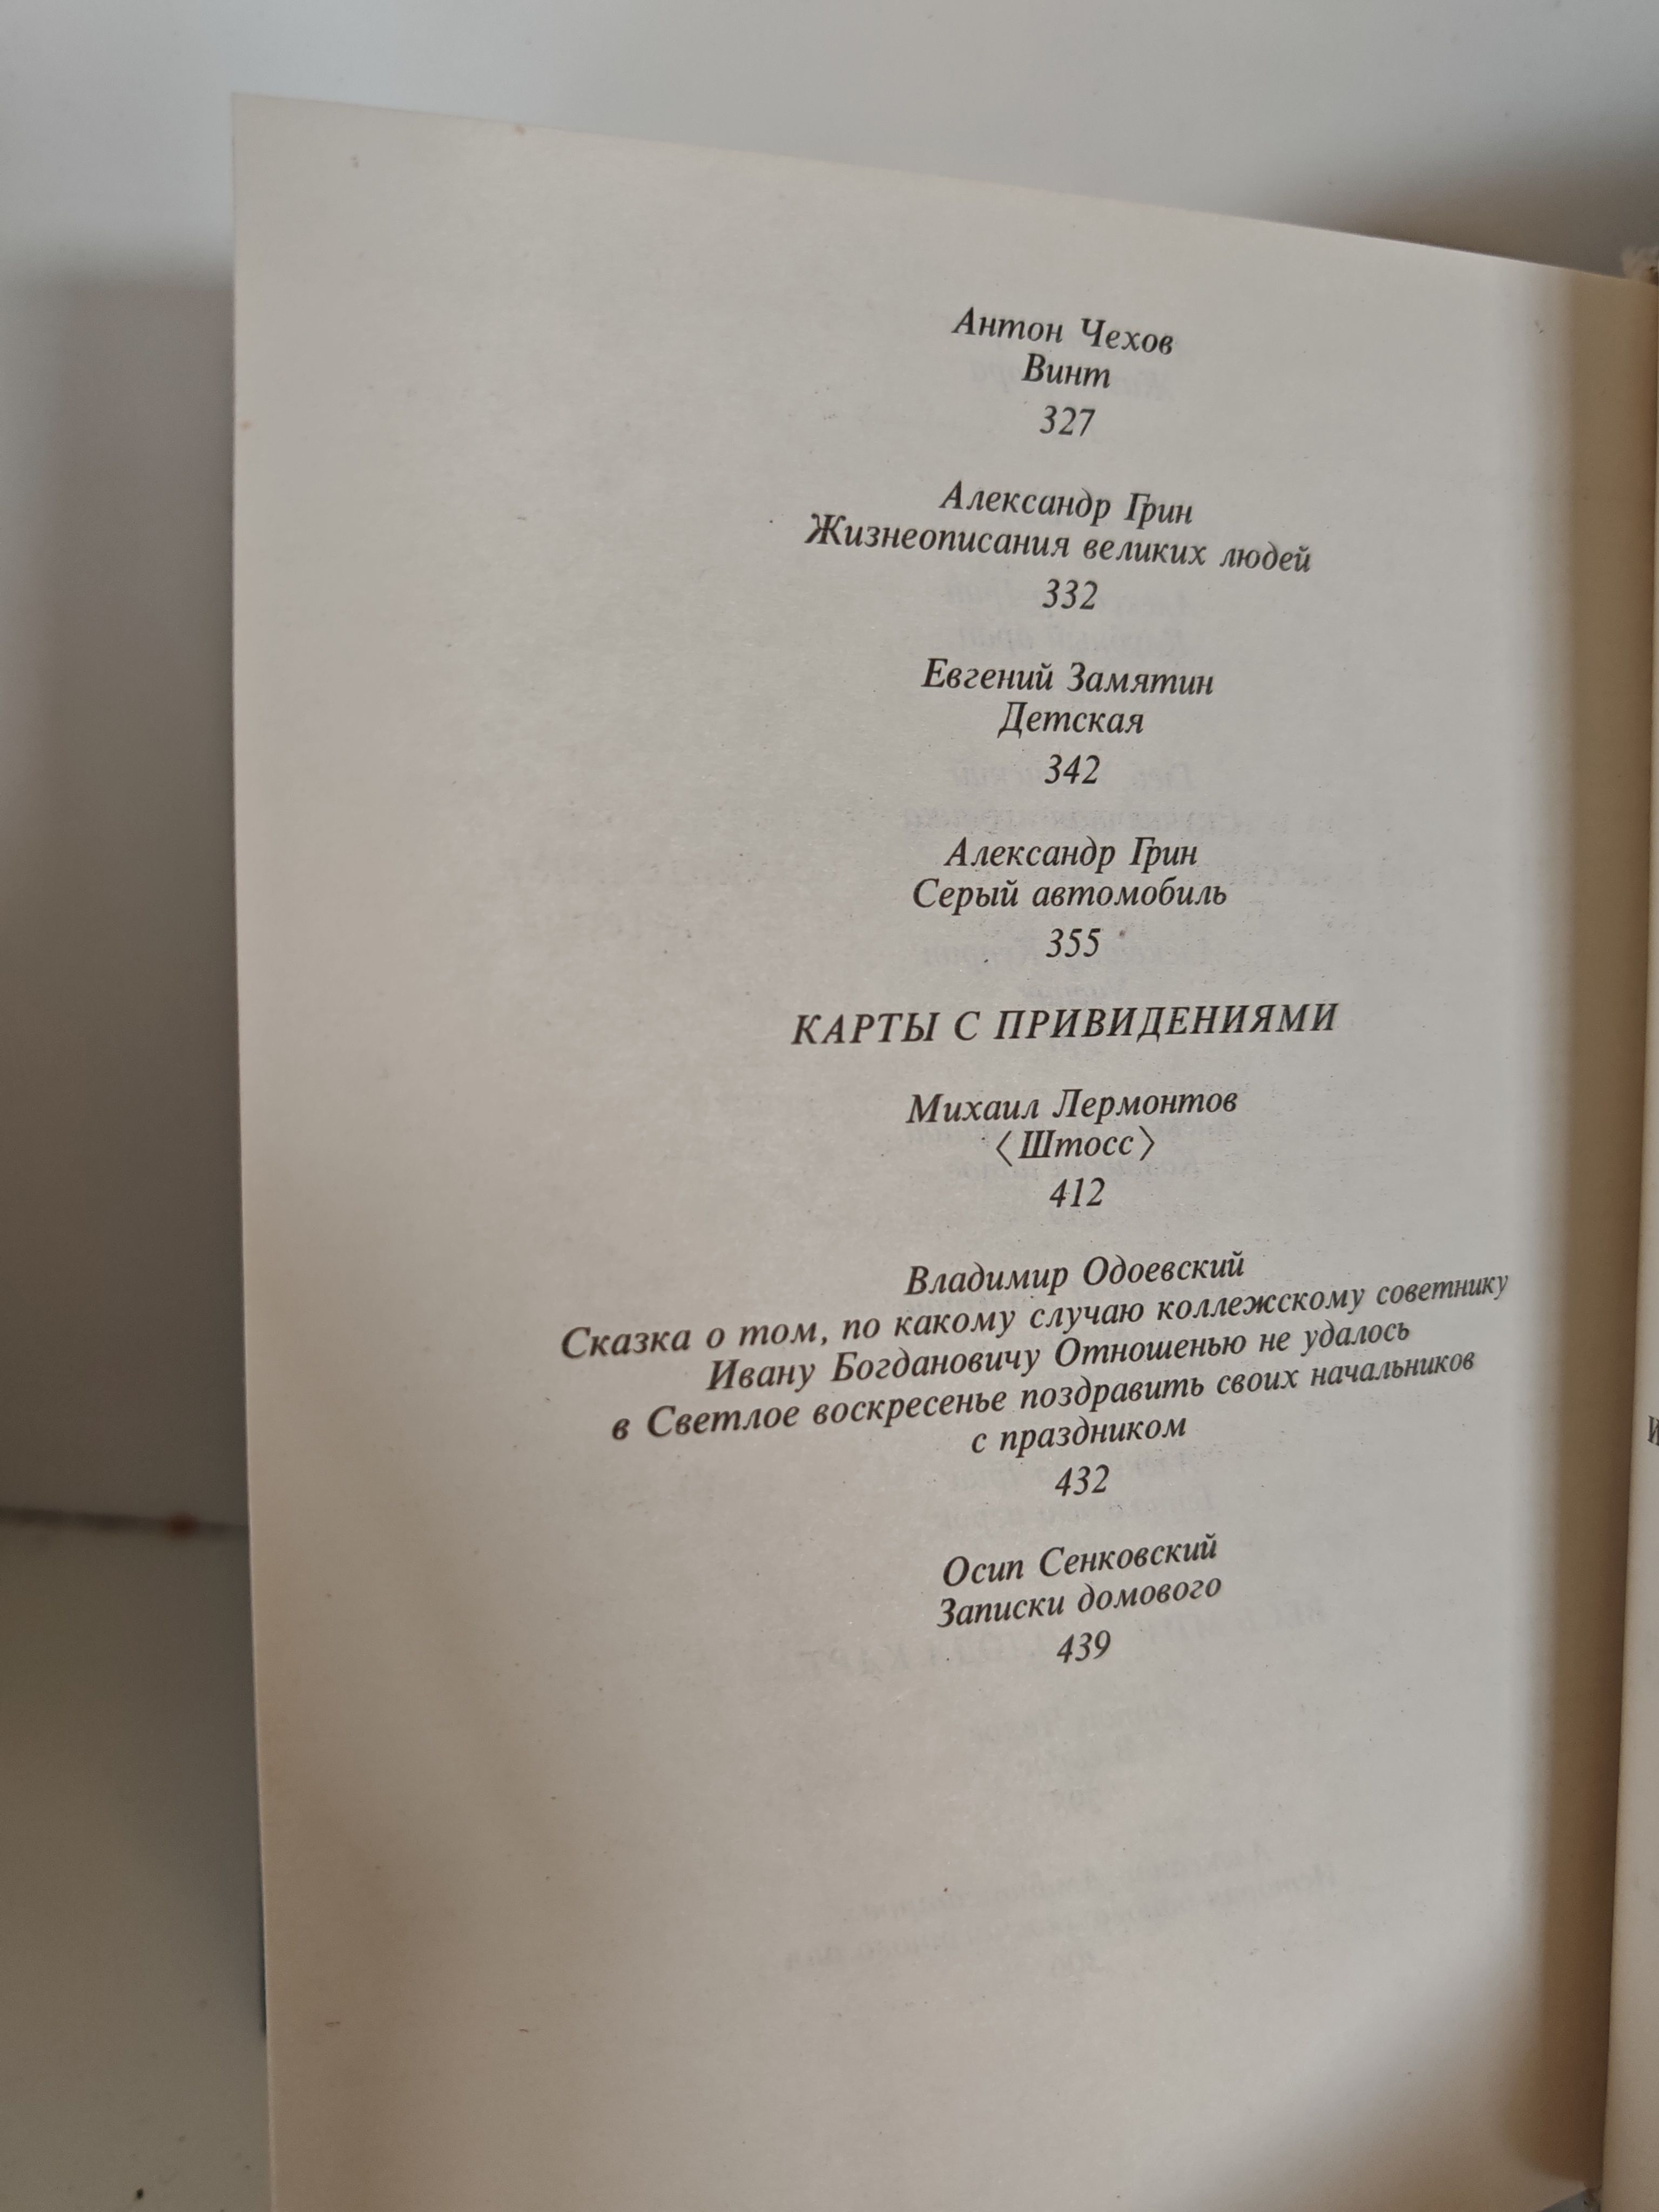 Антон Чехов
Винт
327
Александр Грин
Жизнеописания великих людей
332
Евгений Замятин
Детская
342
Александр Грин
Серый автомобиль
355
КАРТЫ С ПРИВИДЕНИЯМИ
Михаил Лермонтов
〈Штосс〉
412
Владимир Одоевский
Сказка о том, по какому случаю коллежскому советнику
Ивану Богдановичу Отношенью не удалось
в Светлое воскресенье поздравить своих начальников
с праздником
432
Осип Сенковский
Записки домового
439